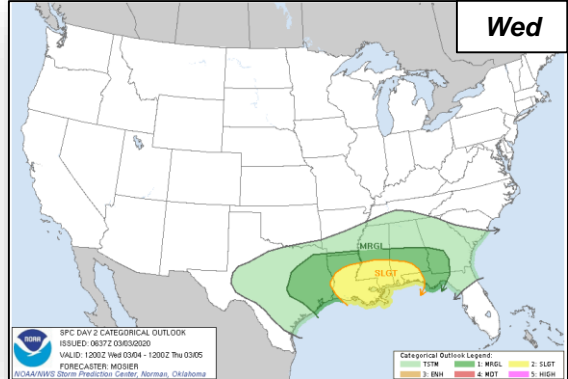 Wed
MRGL
SLGT
NOAA
SPC DAY 2 CATEGORICAL OUTLOOK
ISSUED: 0637Z 03/03/2020
VALID: 1200Z Wed 03/04 - 1200Z Thu 03/05
FORECASTER: MOSIER
NOAA/NWS Storm Prediction Center, Norman, Oklahoma
Categorical Outlook Legend:
TSTM 1: MRGL 2: SLGT
3: ENH 4: MDT 5: HIGH